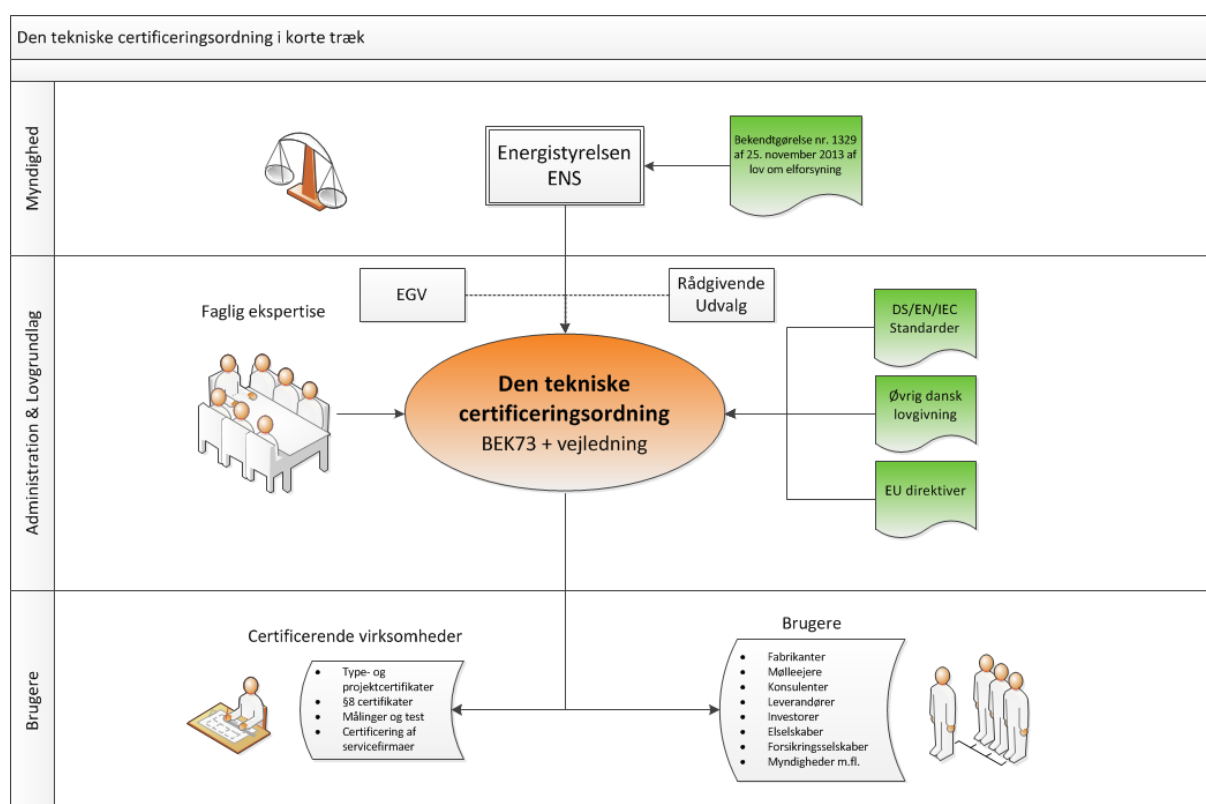 Den tekniske certificeringsordning i korte træk
Myndighed
Energistyrelsen
ENS
Bekendtgørelse nr. 1329
af 25. november 2013 af
lov om elforsyning
Administration & Lovgrundlag
Faglig ekspertise
EGV
Rådgivende
Udvalg
Den tekniske
certificeringsordning
BEK73 + vejledning
DS/EN/IEC
Standarder
Øvrig dansk
lovgivning
EU direktiver
Brugere
Certificerende virksomheder
• Type- og
projektcertifikater
• §8 certifikater
• Målinger og test
• Certificering af
servicefirmaer
Brugere
• Fabrikanter
• Mølleejere
• Konsulenter
• Leverandører
• Investorer
• Elselskaber
• Forsikringsselskaber
• Myndigheder m.fl.